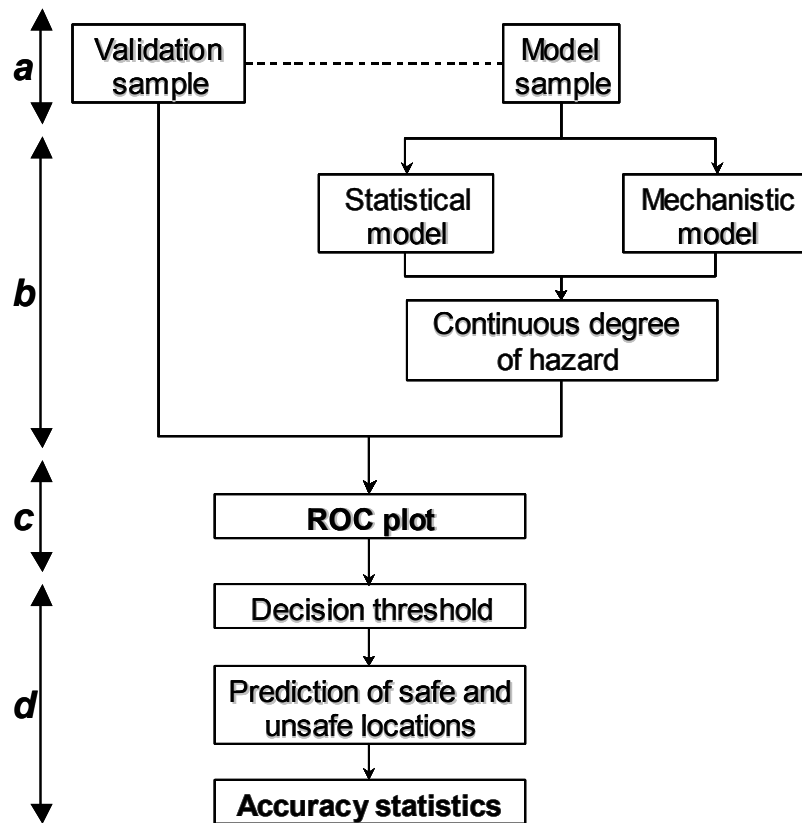 a
Validation
sample
Model
sample
b
Statistical
model
Mechanistic
model
Continuous degree
of hazard
c
ROC plot
d
Decision threshold
Prediction of safe and
unsafe locations
Accuracy statistics